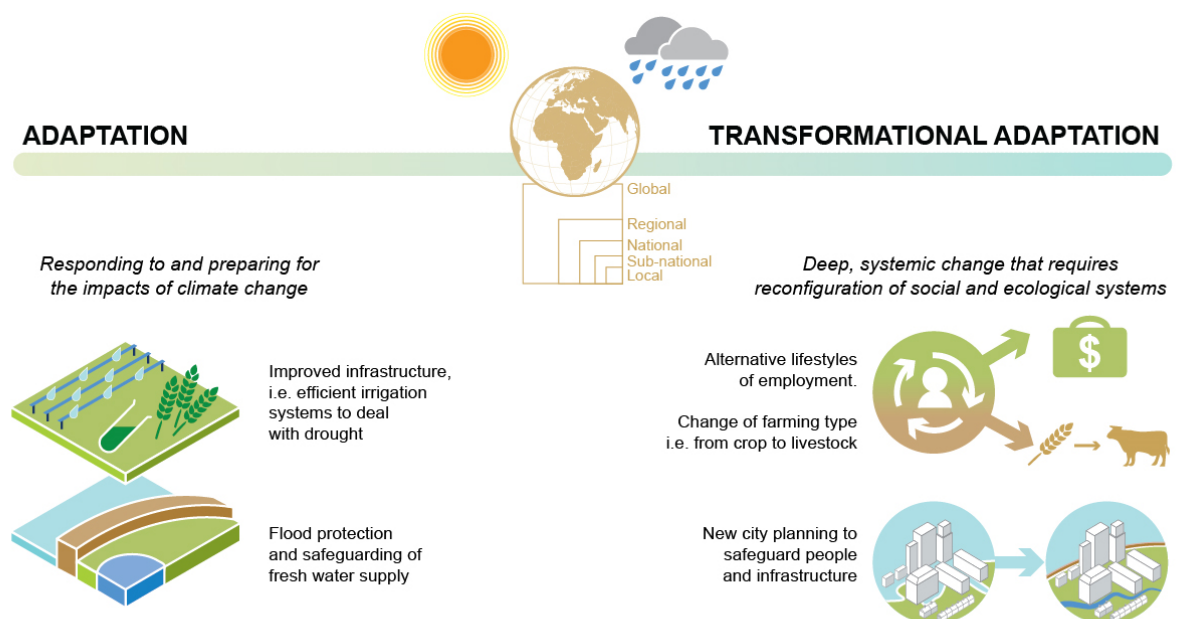 ADAPTATION
TRANSFORMATIONAL ADAPTATION
Global
Regional
National
Sub-national
Local
Responding to and preparing for
the impacts of climate change
Deep, systemic change that requires
reconfiguration of social and ecological systems
Improved infrastructure,
i.e. efficient irrigation
systems to deal
with drought
Flood protection
and safeguarding of
fresh water supply
Alternative lifestyles
of employment.
$
Change of farming type
i.e. from crop to livestock
New city planning to
safeguard people
and infrastructure